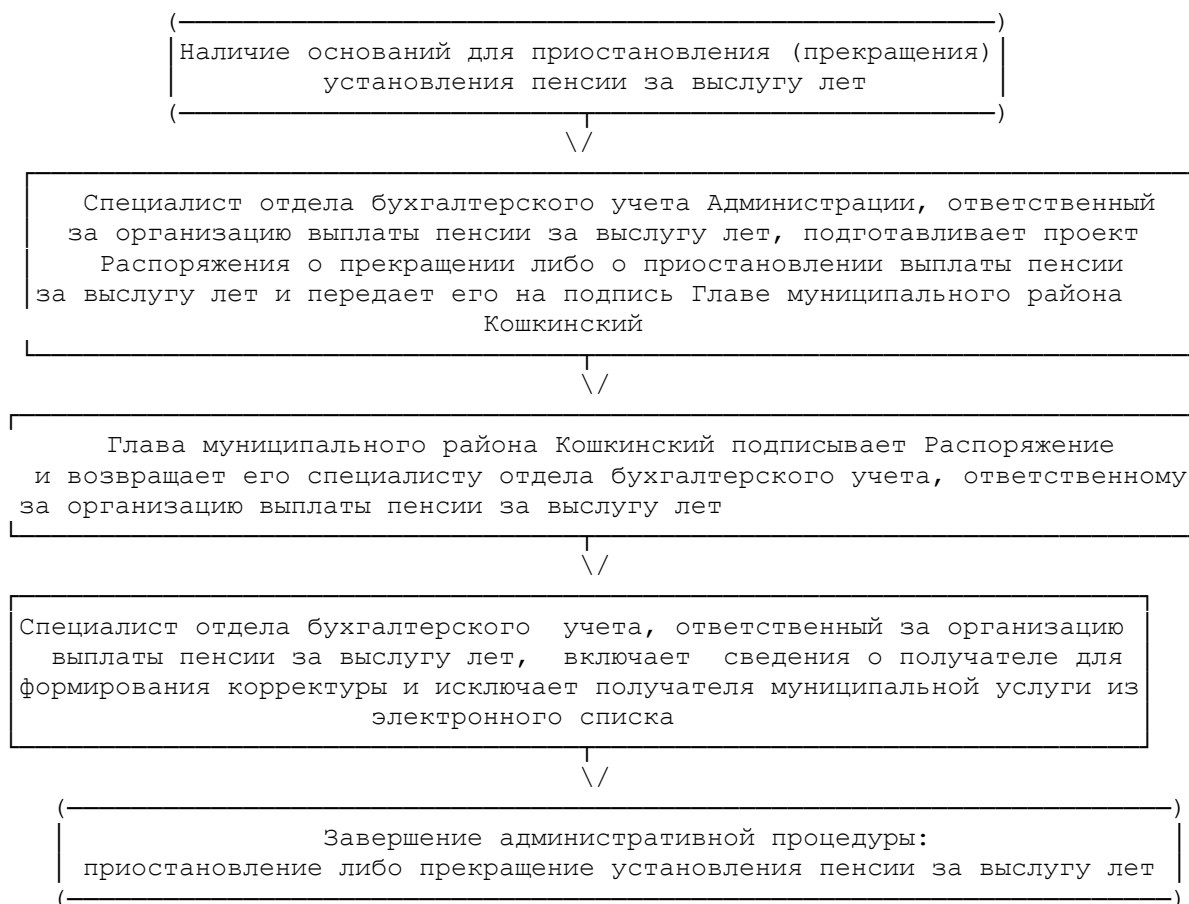 Наличие оснований для приостановления (прекращения)
установления пенсии за выслугу лет
Специалист отдела бухгалтерского учета Администрации, ответственный
за организацию выплаты пенсии за выслугу лет, подготавливает проект
Распоряжения о прекращении либо о приостановлении выплаты пенсии
за выслугу лет и передает его на подпись Главе муниципального района
Кошкинский
Глава муниципального района Кошкинский подписывает Распоряжение
и возвращает его специалисту отдела бухгалтерского учета, ответственному
за организацию выплаты пенсии за выслугу лет
Специалист отдела бухгалтерского учета, ответственный за организацию
выплаты пенсии за выслугу лет, включает сведения о получателе для
формирования корректуры и исключает получателя муниципальной услуги из
электронного списка
Завершение административной процедуры:
приостановление либо прекращение установления пенсии за выслугу лет